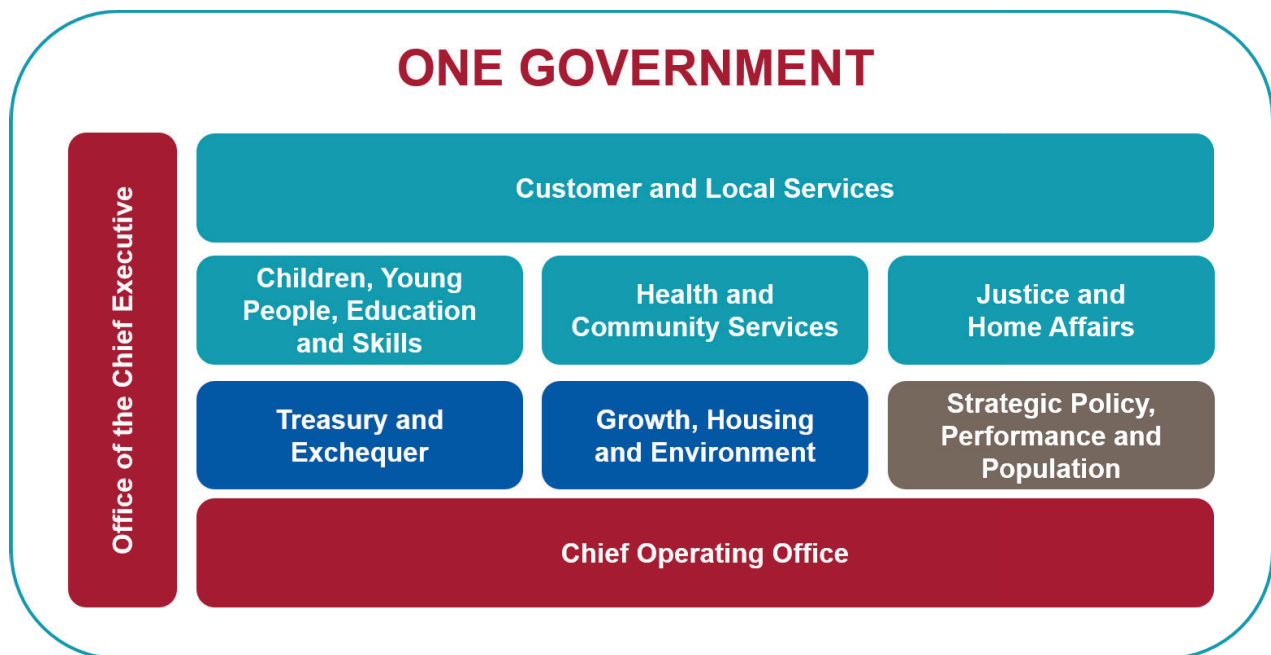 ONE GOVERNMENT
Office of the Chief Executive
Customer and Local Services
Children, Young
People, Education
and Skills
Health and
Community Services
Justice and
Home Affairs
Treasury and
Exchequer
Growth, Housing
and Environment
Strategic Policy,
Performance and
Population
Chief Operating Office